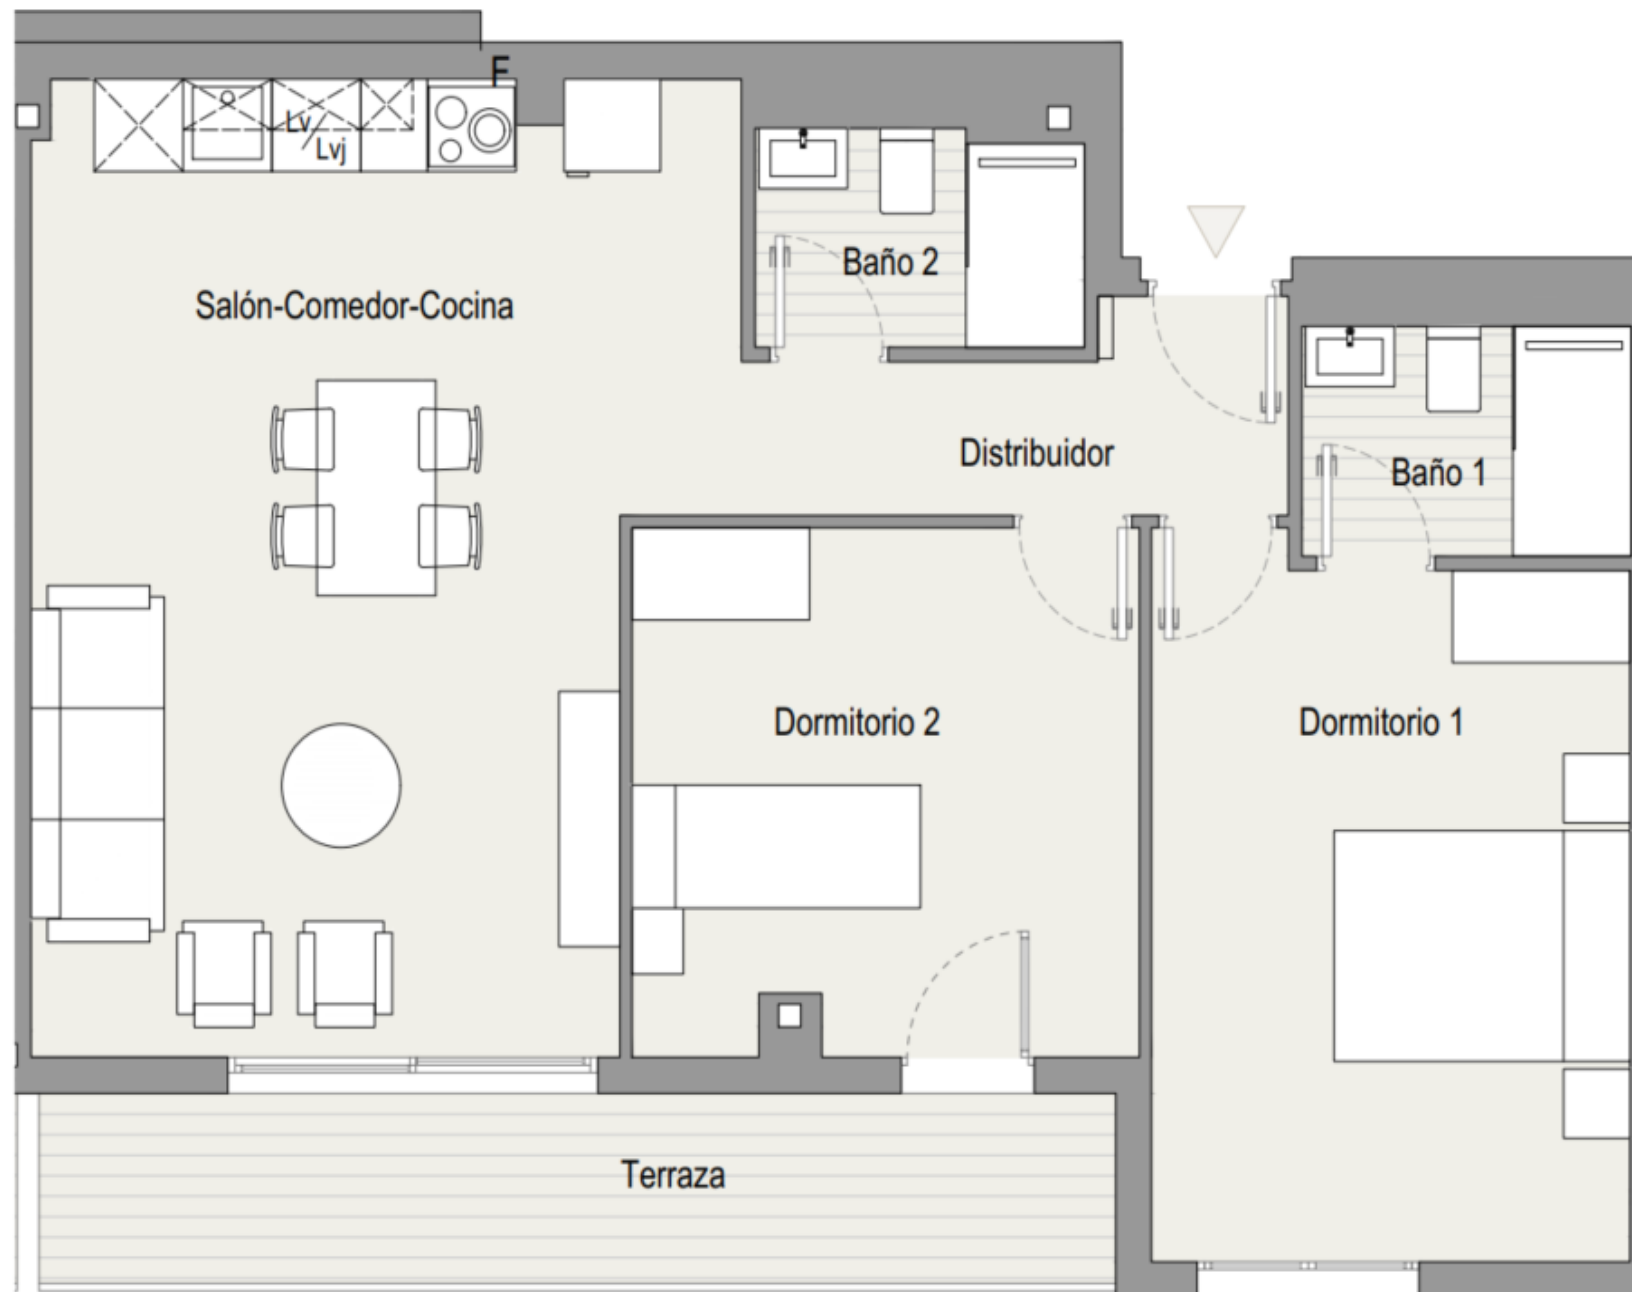 F
Lv
Lvj
Baño 2
Salón-Comedor-Cocina
Distribuidor
Baño 1
Dormitorio 2
Dormitorio 1
Terraza